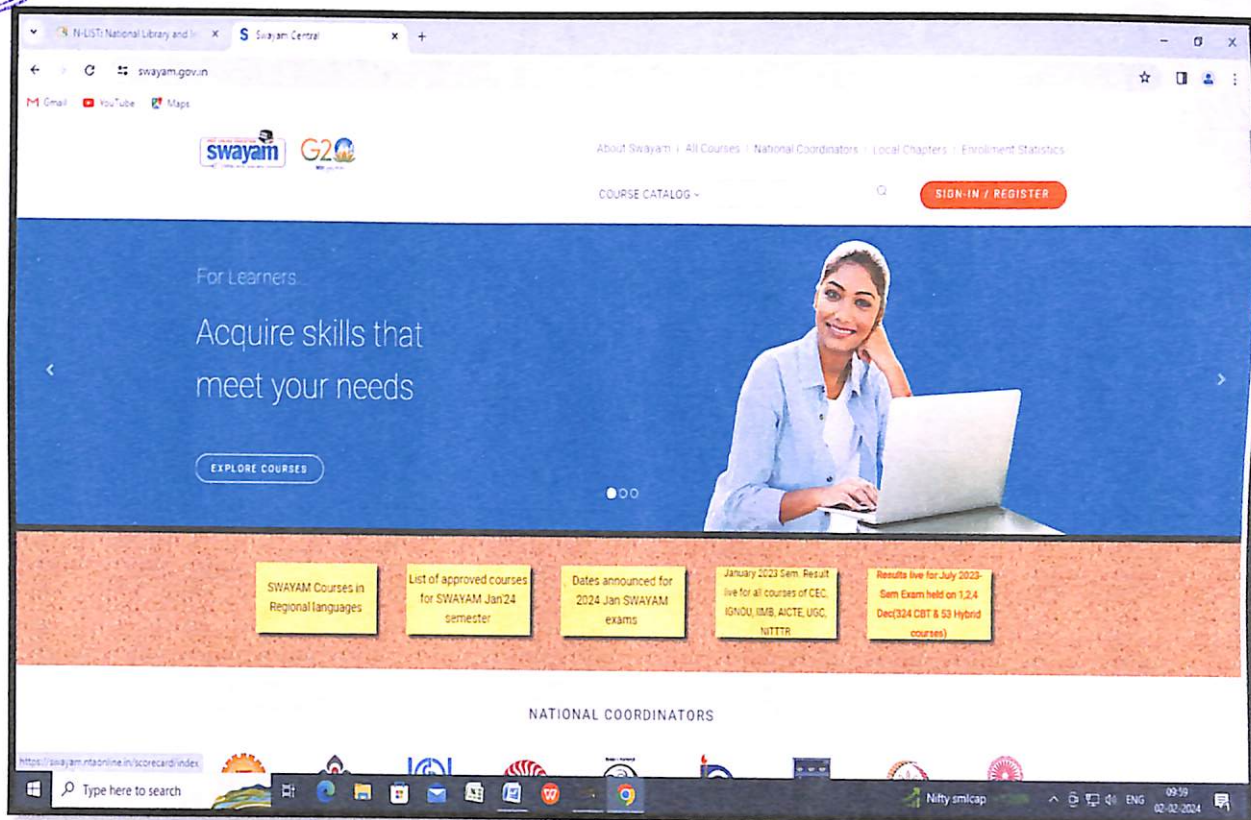 N-LIST: National Library and In
Swayam Central
swayam.gov.in
Gmail
YouTube
Maps
swayam
G20
About Swayam | All Courses | National Coordinators | Local Chapters | Enrollment Statistics
COURSE CATALOG
SIGN-IN / REGISTER
For Learners
Acquire skills that
meet your needs
EXPLORE COURSES
SWAYAM Courses in
Regional languages
List of approved courses
for SWAYAM Jan'24
semester
Dates announced for
2024 Jan SWAYAM
exams
January 2023 Sem. Result
live for all courses of CEC,
IGNOU, IIMB, AICTE, UGC,
NITTTR
Results live for July 2023-
Sem Exam held on 1,2,4
Dec(324 CBT & 53 Hybrid
courses)
NATIONAL COORDINATORS
https://swayam.ntaonline.in/scorecard/index
Type here to search
Nifty smlcap
ENG
09:59
02-02-2024